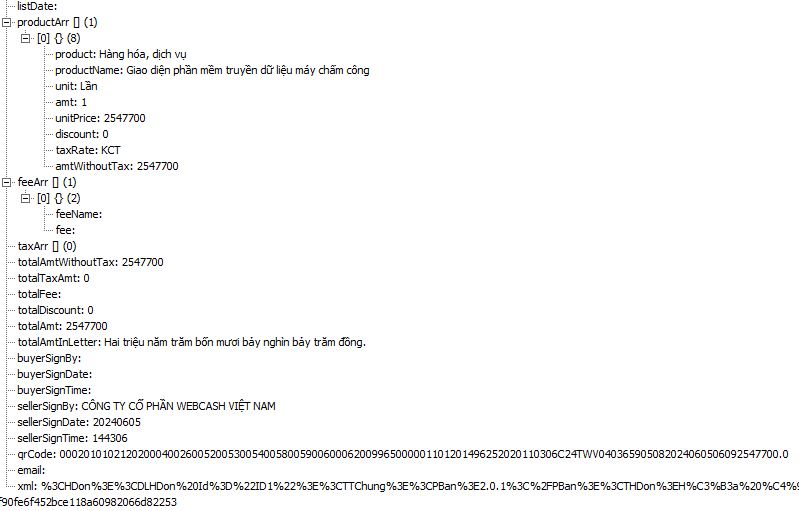 listDate:
productArr [] (1)
[0] {} (8)
product: Hàng hóa, dịch vụ
productName: Giao diện phần mềm truyền dữ liệu máy chấm công
unit: Lần
amt: 1
unitPrice: 2547700
discount: 0
taxRate: KCT
amtWithoutTax: 2547700
feeArr [] (1)
[0] {} (2)
feeName:
fee:
taxArr [] (0)
totalAmtWithoutTax: 2547700
totalTaxAmt: 0
totalFee:
totalDiscount: 0
totalAmt: 2547700
totalAmtInLetter: Hai triệu năm trăm bốn mươi bảy nghìn bảy trăm đồng.
buyerSignBy:
buyerSignDate:
buyerSignTime:
sellerSignBy: CÔNG TY CỔ PHẦN WEBCASH VIỆT NAM
sellerSignDate: 20240605
sellerSignTime: 144306
qrCode: 00020101021202000400260052005300540058005900600062009965000001101201496252020110306C24TWV04036590508202406050609​2547700.0
email:
xml: %3CHDon%3E%3CDLHDon%20Id%3D%22ID1%22%3E%3CTTChung%3E%3CPBan%3E2.0.1%3C%2FPBan%3E%3CTHDon%3EH%C3%B3a%20%C4%9
f90fe6f452bce118a60982066d82253